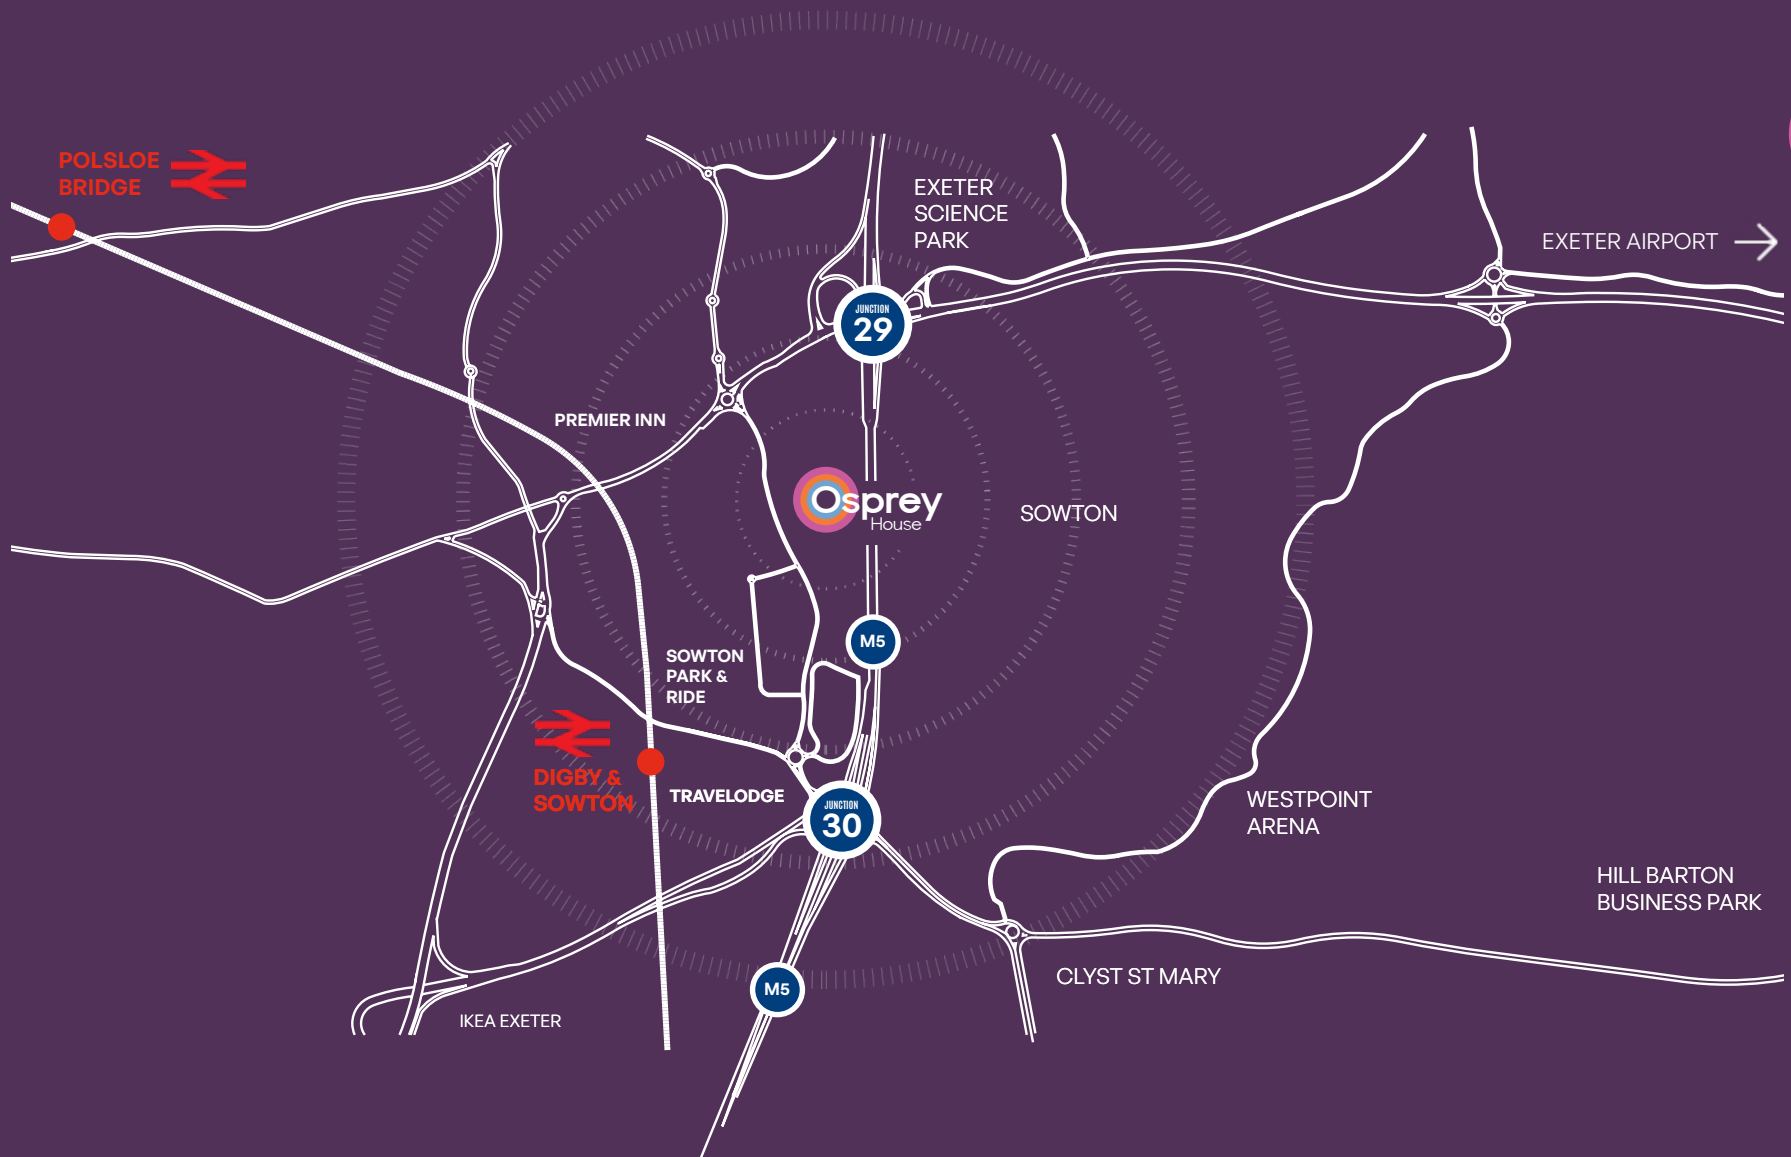 POLSLOE
BRIDGE
EXETER
SCIENCE
PARK
EXETER AIRPORT
JUNCTION
29
PREMIER INN
Osprey
House
SOWTON
M5
SOWTON
PARK &
RIDE
DIGBY &
SOWTON
TRAVELODGE
JUNCTION
30
WESTPOINT
ARENA
HILL BARTON
BUSINESS PARK
CLYST ST MARY
M5
IKEA EXETER